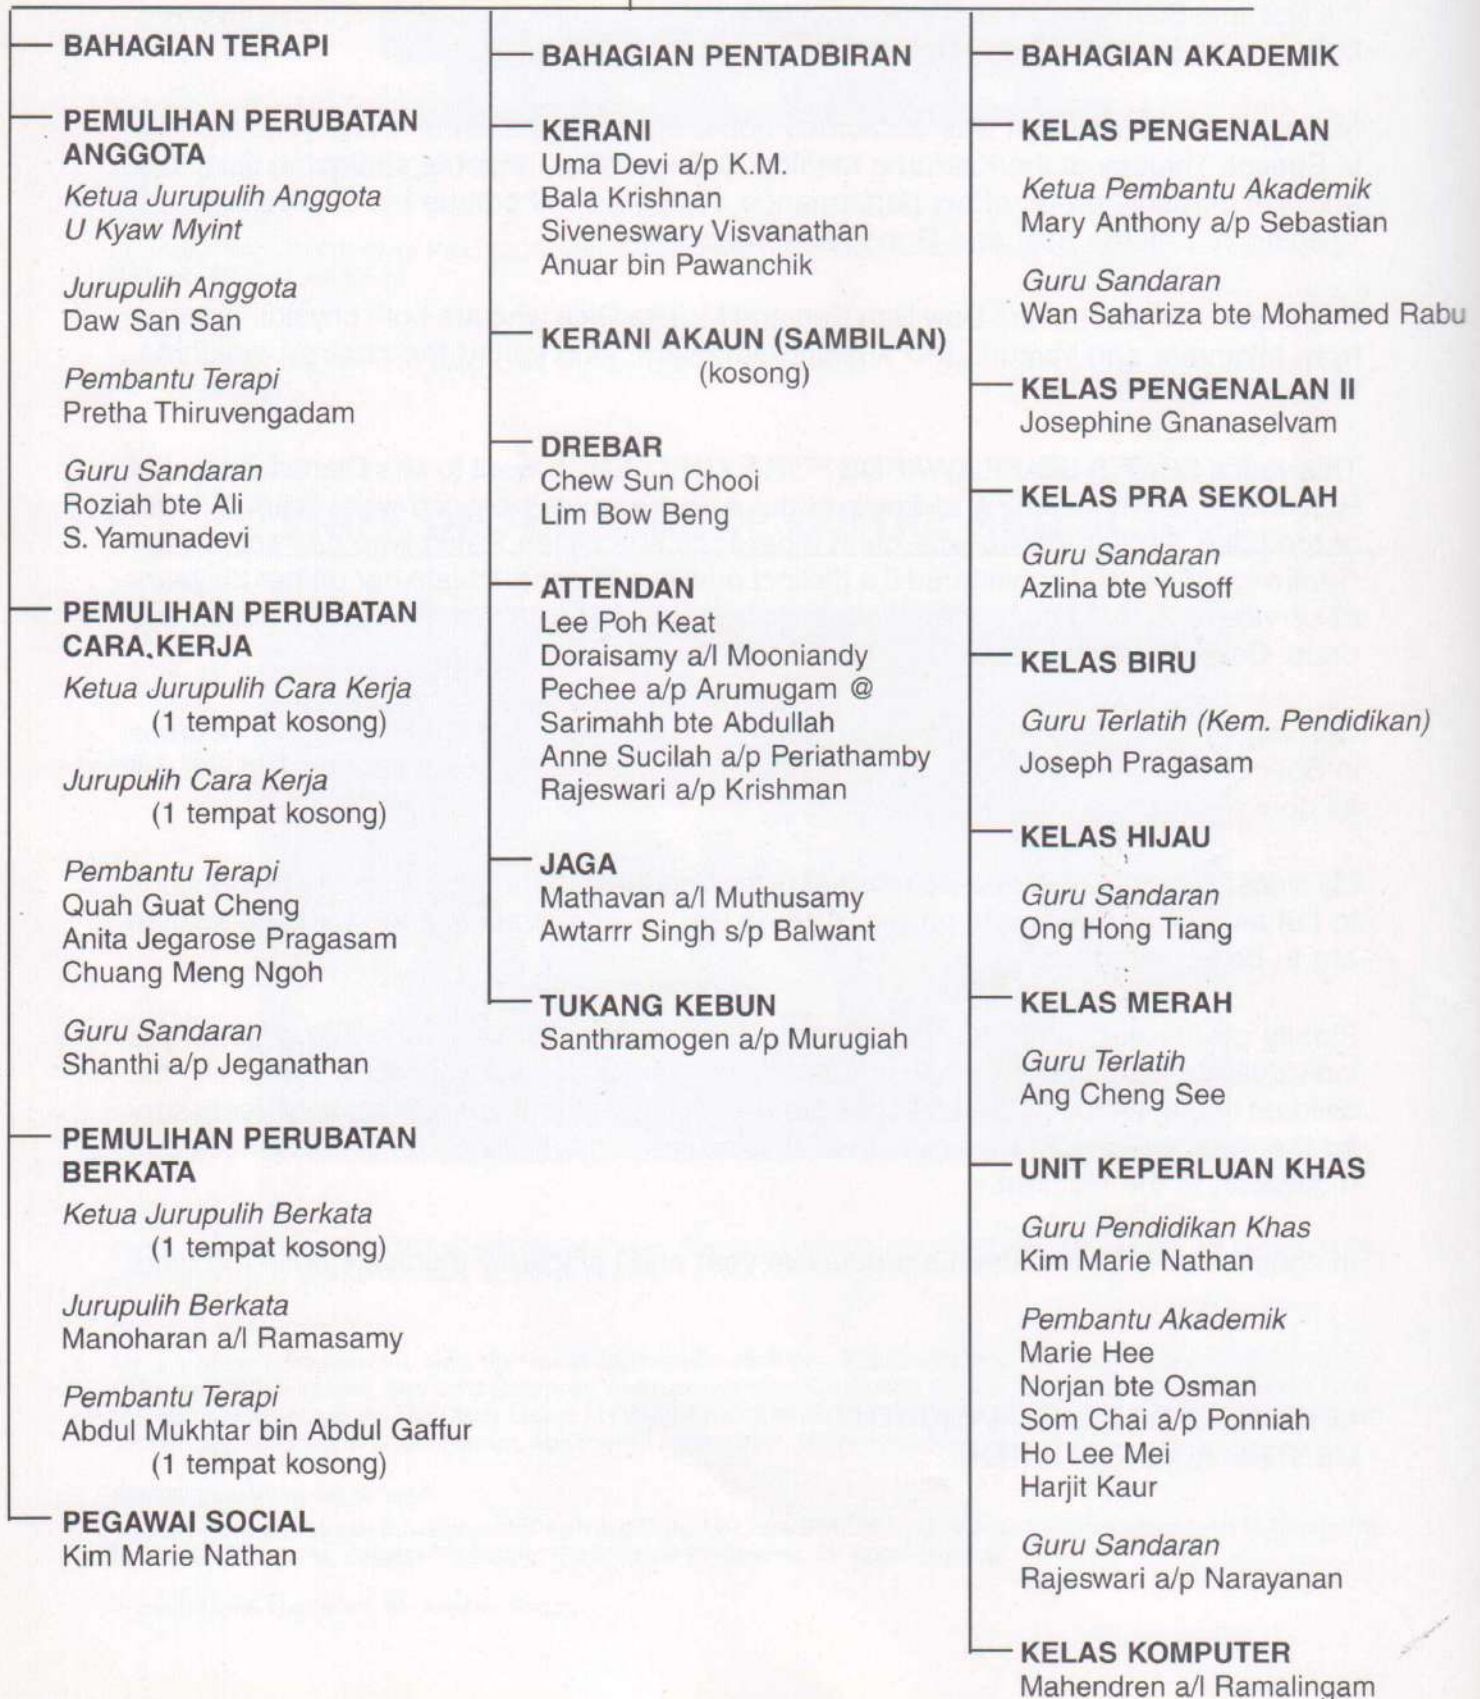 BAHAGIAN TERAPI
PEMULIHAN PERUBATAN
ANGGOTA
Ketua Jurupulih Anggota
U Kyaw Myint
Jurupulih Anggota
Daw San San
Pembantu Terapi
Pretha Thiruvengadam
Guru Sandaran
Roziah bte Ali
S. Yamunadevi
PEMULIHAN PERUBATAN
CARA KERJA
Ketua Jurupulih Cara Kerja
(1 tempat kosong)
Jurupulih Cara Kerja
(1 tempat kosong)
Pembantu Terapi
Quah Guat Cheng
Anita Jegarose Pragasam
Chuang Meng Ngoh
Guru Sandaran
Shanthi a/p Jeganathan
PEMULIHAN PERUBATAN
BERKATA
Ketua Jurupulih Berkata
(1 tempat kosong)
Jurupulih Berkata
Manoharan a/l Ramasamy
Pembantu Terapi
Abdul Mukhtar bin Abdul Gaffur
(1 tempat kosong)
PEGAWAI SOCIAL
Kim Marie Nathan
BAHAGIAN PENTADBIRAN
KERANI
Uma Devi a/p K.M.
Bala Krishnan
Siveneswary Visvanathan
Anuar bin Pawanchik
KERANI AKAUN (SAMBILAN)
(kosong)
DREBAR
Chew Sun Chooi
Lim Bow Beng
ATTENDAN
Lee Poh Keat
Doraisamy a/l Mooniandy
Pechee a/p Arumugam @
Sarimahh bte Abdullah
Anne Sucilah a/p Periathamby
Rajeswari a/p Krishman
JAGA
Mathavan a/l Muthusamy
Awtarrr Singh s/p Balwant
TUKANG KEBUN
Santhramogen a/p Murugiah
BAHAGIAN AKADEMIK
KELAS PENGENALAN
Ketua Pembantu Akademik
Mary Anthony a/p Sebastian
Guru Sandaran
Wan Sahariza bte Mohamed Rabu
KELAS PENGENALAN II
Josephine Gnanaselvam
KELAS PRA SEKOLAH
Guru Sandaran
Azlina bte Yusoff
KELAS BIRU
Guru Terlatih (Kem. Pendidikan)
Joseph Pragasam
KELAS HIJAU
Guru Sandaran
Ong Hong Tiang
KELAS MERAH
Guru Terlatih
Ang Cheng See
UNIT KEPERLUAN KHAS
Guru Pendidikan Khas
Kim Marie Nathan
Pembantu Akademik
Marie Hee
Norjan bte Osman
Som Chai a/p Ponniah
Ho Lee Mei
Harjit Kaur
Guru Sandaran
Rajeswari a/p Narayanan
KELAS KOMPUTER
Mahendren a/l Ramalingam